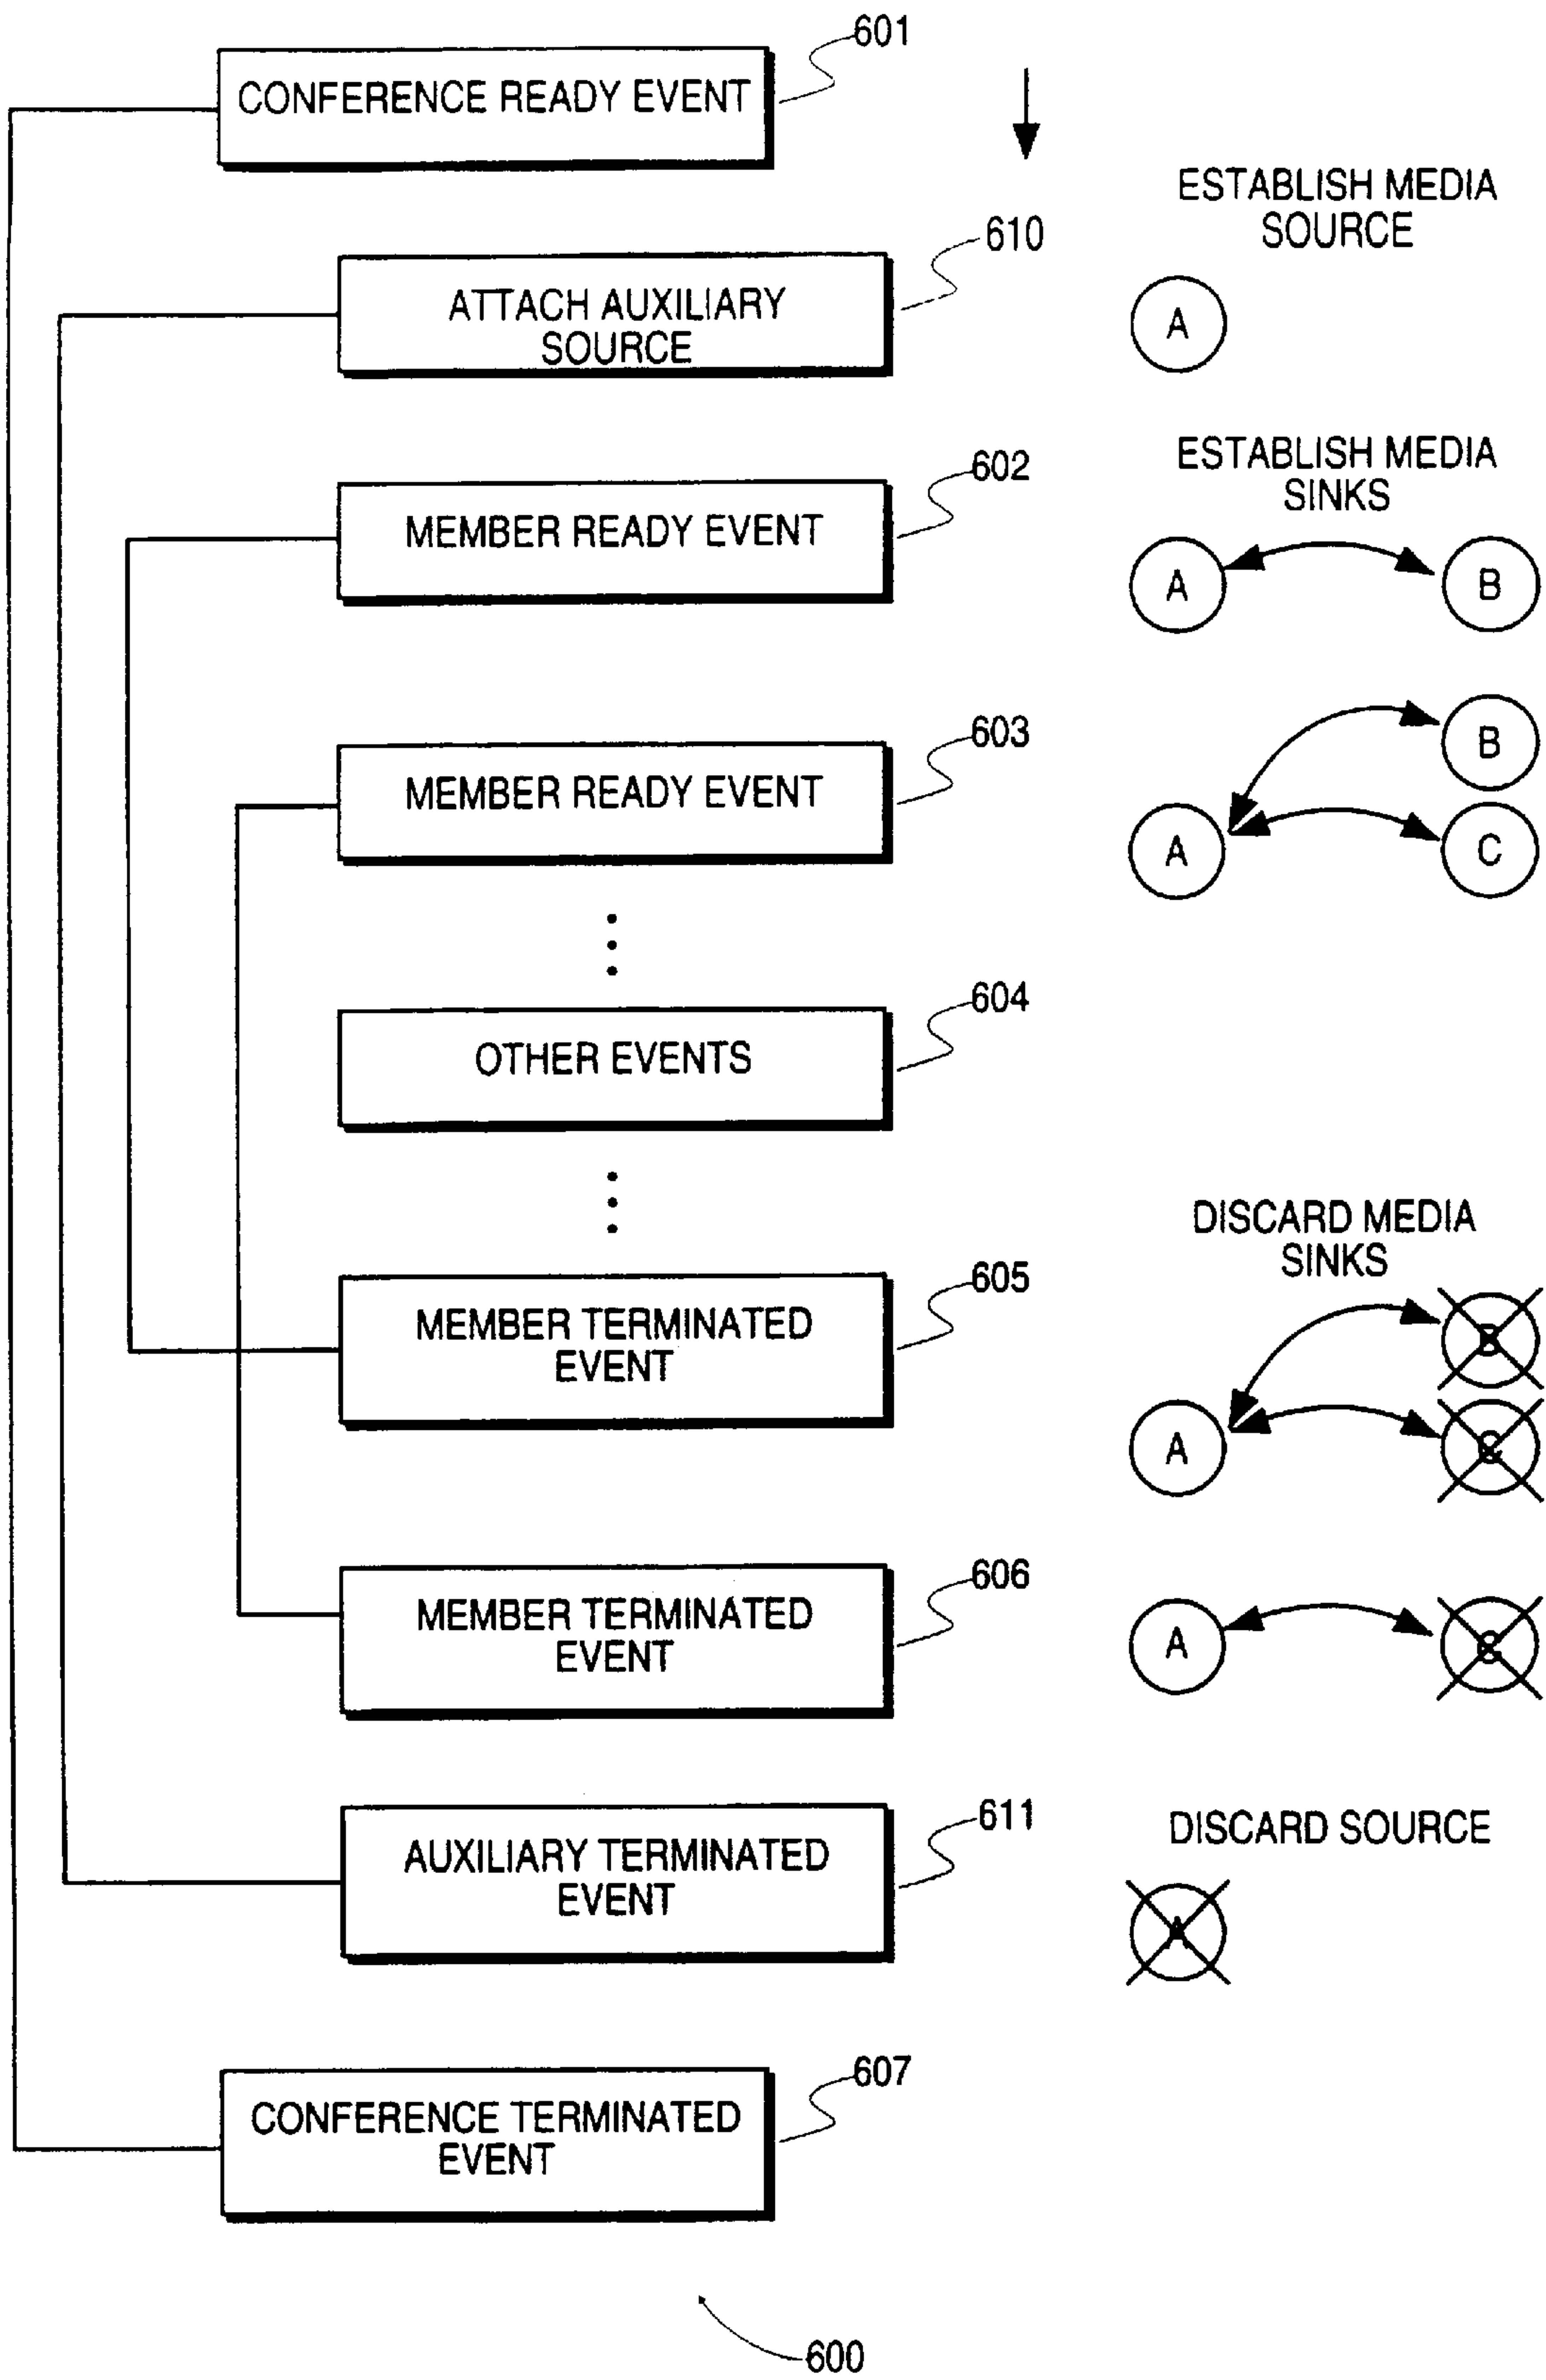 601
CONFERENCE READY EVENT
ESTABLISH MEDIA
SOURCE
610
ATTACH AUXILIARY
SOURCE
A
ESTABLISH MEDIA
SINKS
602
MEMBER READY EVENT
A
B
603
MEMBER READY EVENT
B
A
C
604
OTHER EVENTS
DISCARD MEDIA
SINKS
605
MEMBER TERMINATED
EVENT
B
A
C
606
MEMBER TERMINATED
EVENT
A
C
611
DISCARD SOURCE
AUXILIARY TERMINATED
EVENT
A
607
CONFERENCE TERMINATED
EVENT
600